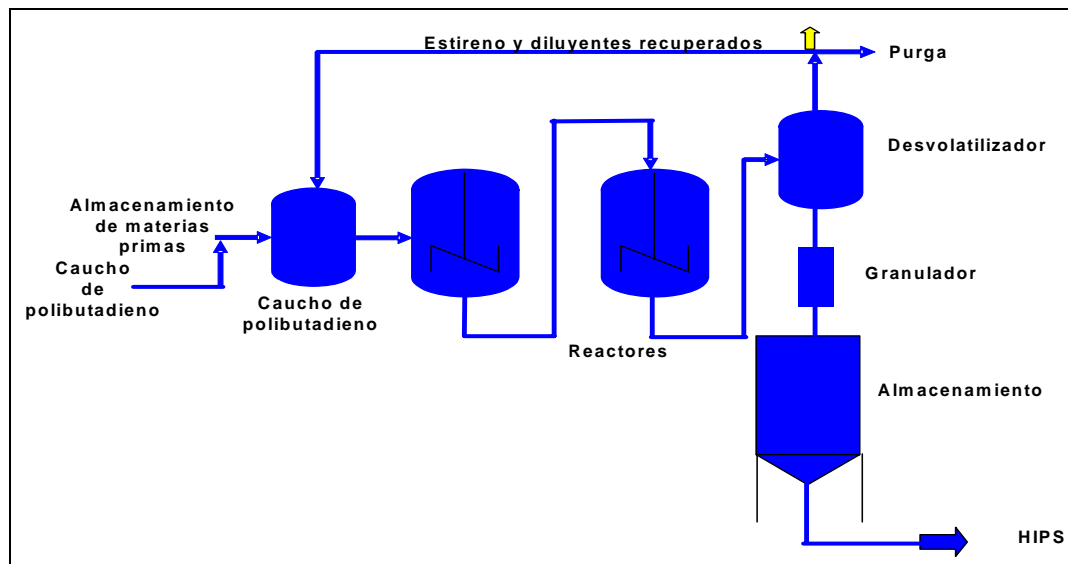 Estireno y diluyentes recuperados
Purga
Desvolatilizador
Almacenamiento
de materias
primas
Caucho
de
polibutadieno
Caucho de
polibutadieno
Granulador
Reactores
Almacenamiento
HIPS